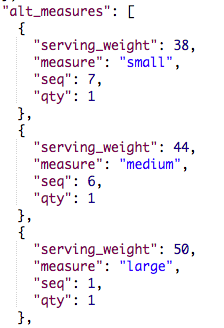 "alt_measures": [
{
"serving_weight": 38,
"measure": "small",
"seq": 7,
"qty": 1
},
{
"serving_weight": 44,
"measure": "medium",
"seq": 6,
"qty": 1
},
{
"serving_weight": 50,
"measure": "large",
"seq": 1,
"qty": 1
},